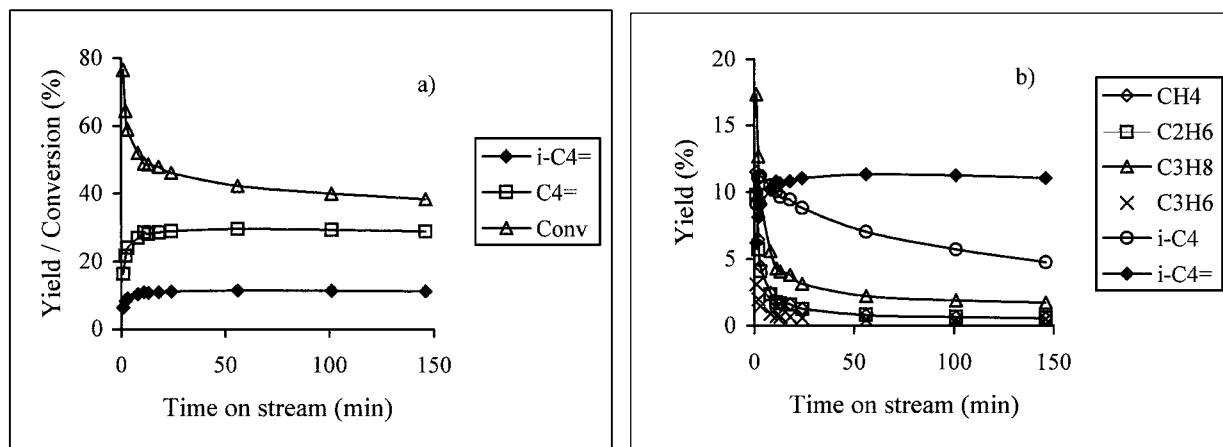 a)
Yield / Conversion (%)
80
60
40
20
0
0 50 100 150
Time on stream (min)
i-C4=
C4=
Conv
b)
Yield (%)
20
15
10
5
0
0 50 100 150
Time on stream (min)
CH4
C2H6
C3H8
C3H6
i-C4
i-C4=